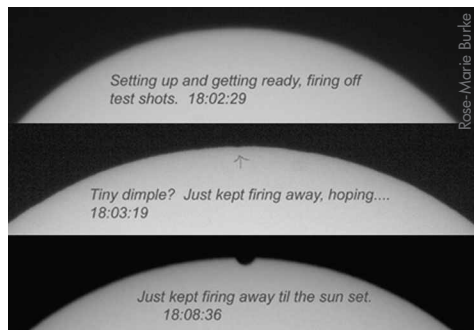 Setting up and getting ready, firing off
test shots.  18:02:29
Rose-Marie Burke
Tiny dimple?  Just kept firing away, hoping....
18:03:19
Just kept firing away til the sun set.
18:08:36